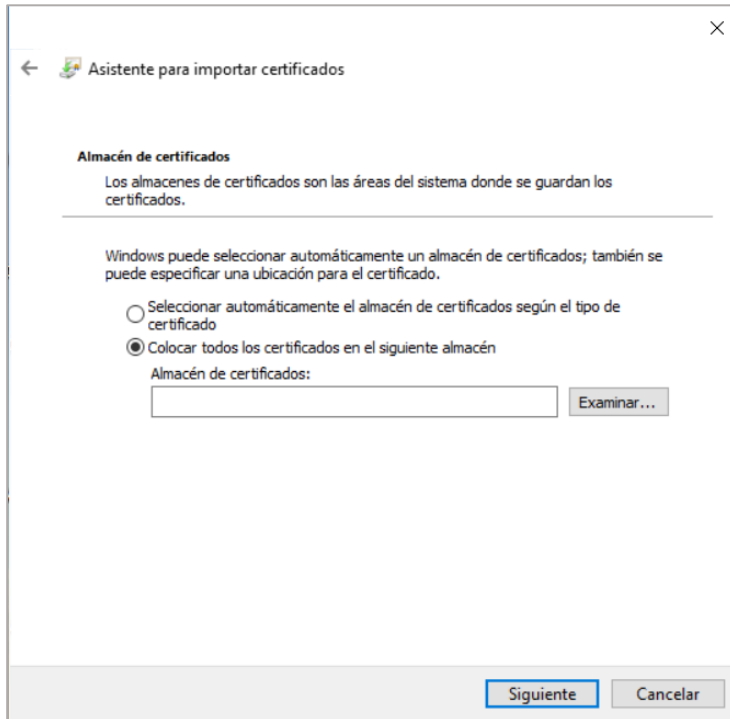 Asistente para importar certificados
Almacén de certificados
Los almacenes de certificados son las áreas del sistema donde se guardan los
certificados.
Windows puede seleccionar automáticamente un almacén de certificados; también se
puede especificar una ubicación para el certificado.
Seleccionar automáticamente el almacén de certificados según el tipo de
certificado
Colocar todos los certificados en el siguiente almacén
Almacén de certificados:
Examinar...
Siguiente
Cancelar